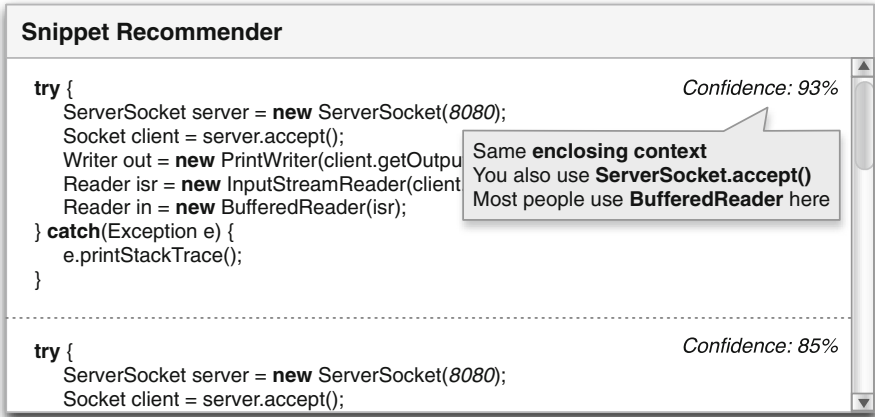 Snippet Recommender
try {
Confidence: 93%
ServerSocket server = new ServerSocket(8080);
Socket client = server.accept();
Writer out = new PrintWriter(client.getOutpu
Reader isr = new InputStreamReader(client.
Reader in = new BufferedReader(isr);
} catch(Exception e) {
e.printStackTrace();
}
Same enclosing context
You also use ServerSocket.accept()
Most people use BufferedReader here
try {
Confidence: 85%
ServerSocket server = new ServerSocket(8080);
Socket client = server.accept();